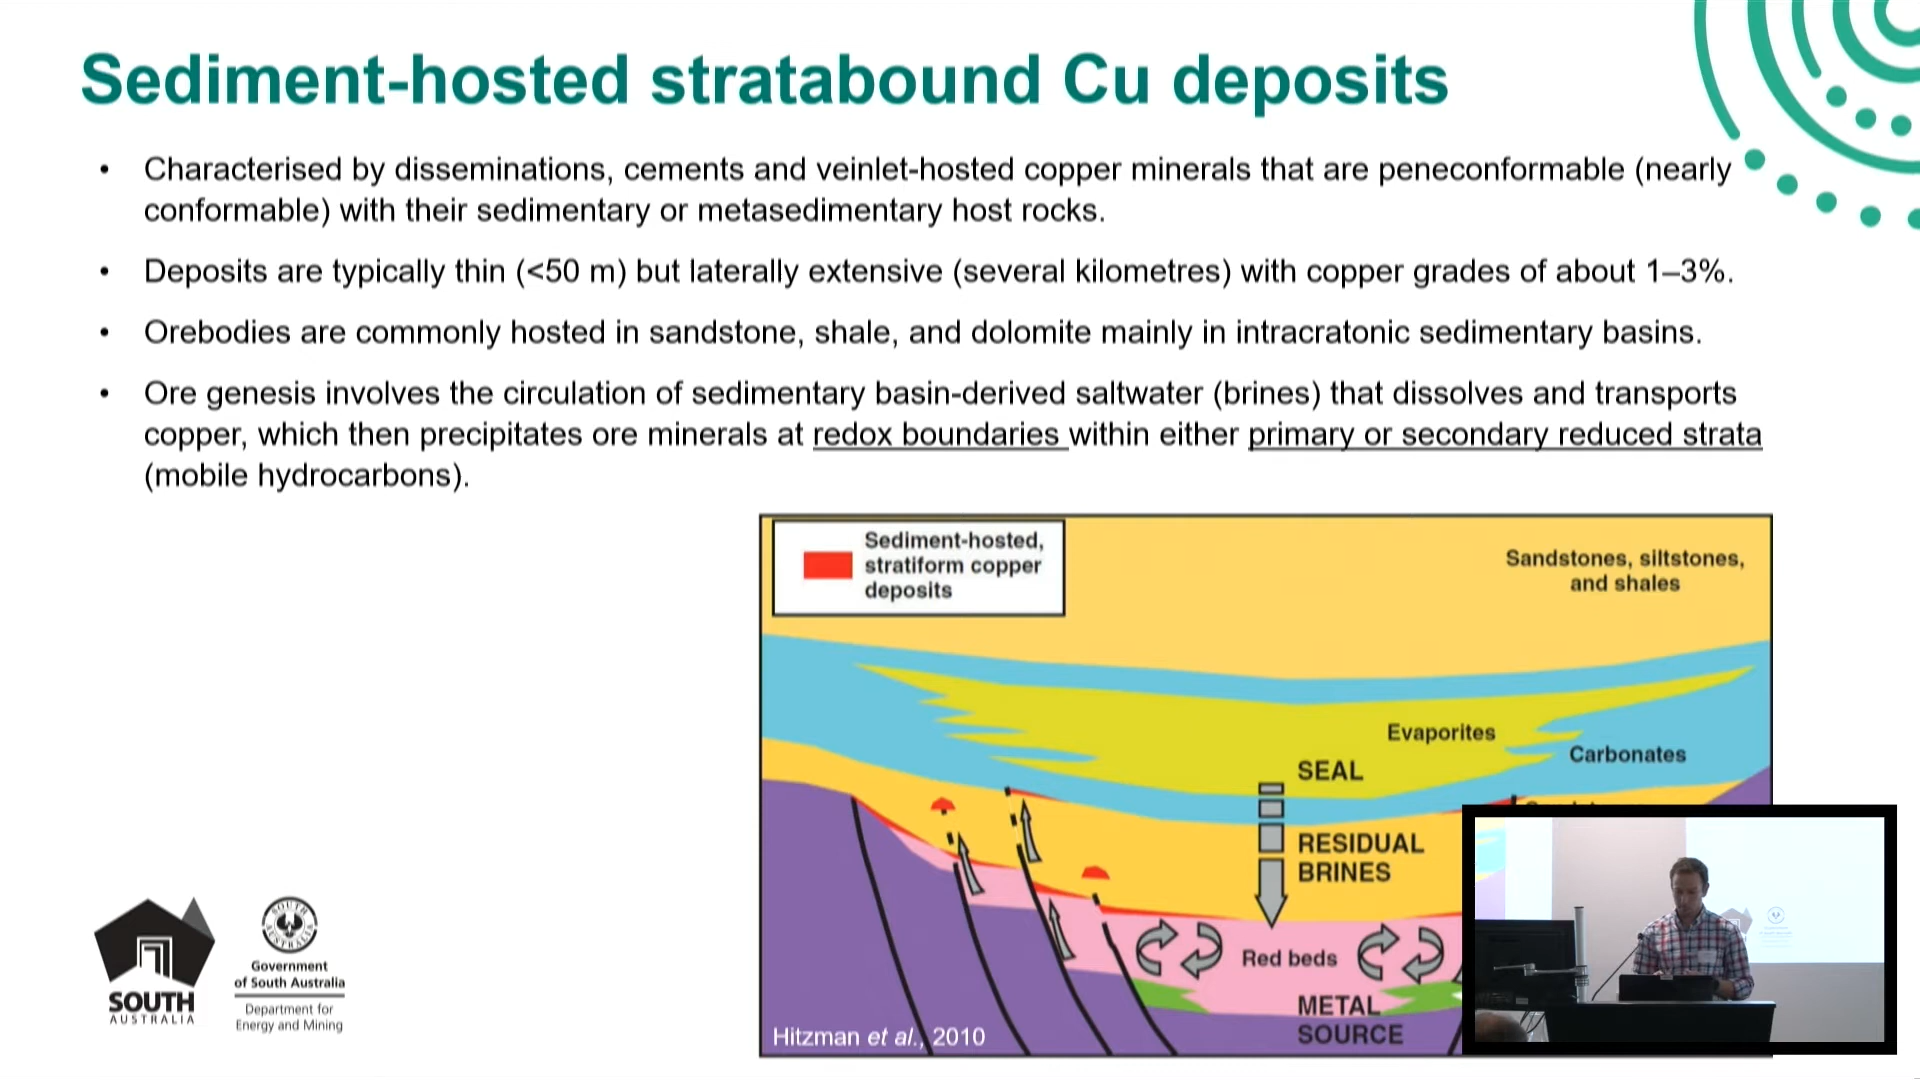 Sediment-hosted stratabound Cu deposits
• Characterised by disseminations, cements and veinlet-hosted copper minerals that are peneconformable (nearly
conformable) with their sedimentary or metasedimentary host rocks.
• Deposits are typically thin (<50 m) but laterally extensive (several kilometres) with copper grades of about 1–3%.
• Orebodies are commonly hosted in sandstone, shale, and dolomite mainly in intracratonic sedimentary basins.
• Ore genesis involves the circulation of sedimentary basin-derived saltwater (brines) that dissolves and transports
copper, which then precipitates ore minerals at redox boundaries within either primary or secondary reduced strata
(mobile hydrocarbons).
Sediment-hosted,
stratiform copper
deposits
Sandstones, siltstones,
and shales
Evaporites
Carbonates
SEAL
RESIDUAL
BRINES
Red beds
METAL
SOURCE
Hitzman et al., 2010
SOUTH
AUSTRALIA
SOUTH
AUSTRALIA
Government
of South Australia
Department for
Energy and Mining